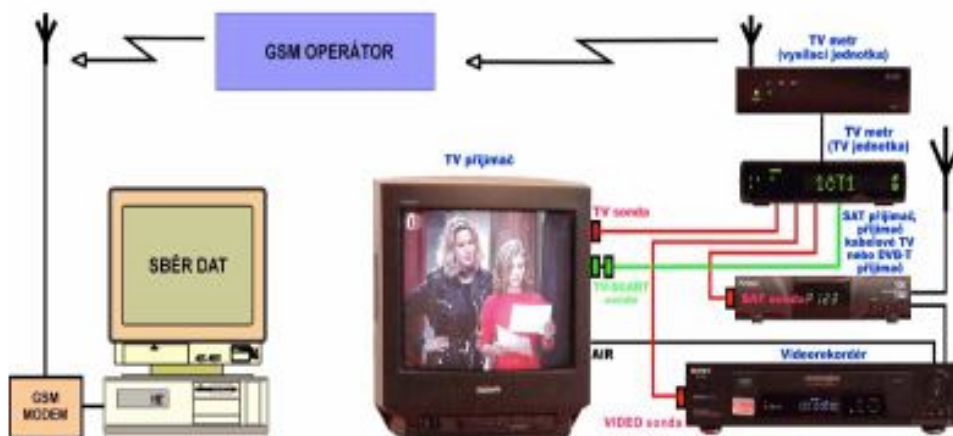 GSM OPERÁTOR
TV metr
(vysílací jednotka)
TV metr
(TV jednotka)
TV přijímač
SBĚR DAT
TV sonda
TV-SCART
sonda
SAT přijímač,
přijímač
kabelové TV
nebo DVB-T
přijímač
SAT sonda
AIR
Videorekordér
VIDEO sonda
GSM
MODEM